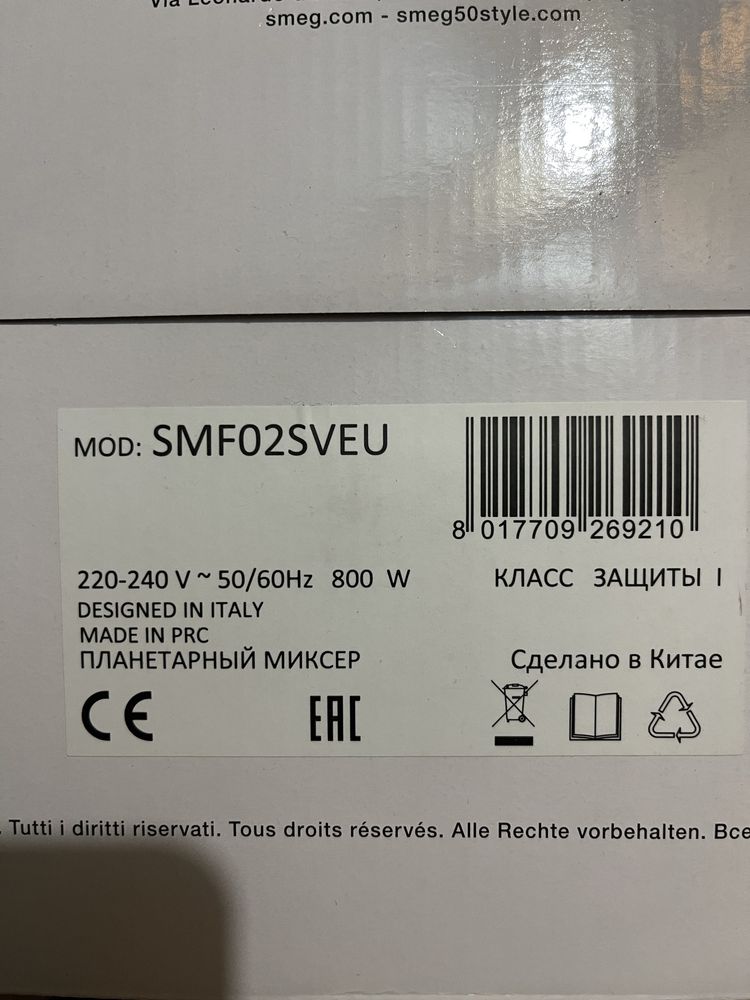 smeg.com - smeg50style.com
MOD: SMF02SVEU
8 017709 269210
220-240 V ~ 50/60Hz 800 W КЛАСС ЗАЩИТЫ I
DESIGNED IN ITALY
MADE IN PRC
ПЛАНЕТАРНЫЙ МИКСЕР Сделано в Китае
CE EAC
. Tutti i diritti riservati. Tous droits réservés. Alle Rechte vorbehalten. Все